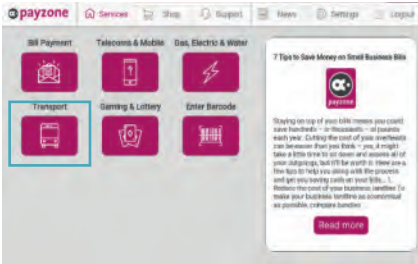 payzone Services Shop Support News Settings Logout
Bill Payment Telecoms & Mobile Gas, Electric & Water
Transport Gaming & Lottery Enter Barcode
7 Tips to Save Money on Small Business Bills
payzone
Staying on top of your bills means you could
save hundreds – or thousands – of pounds
each year. Cutting the cost of your overheads
can be easier than you think – yes, it might
take a little time to sit down and assess all of
your outgoings, but it'll be worth it. Here are a
few tips to help you along with the process
and get you saving cash on your bills... 1.
Reduce the cost of your business landline To
make your business landline as economical
as possible, compare landline
Read more